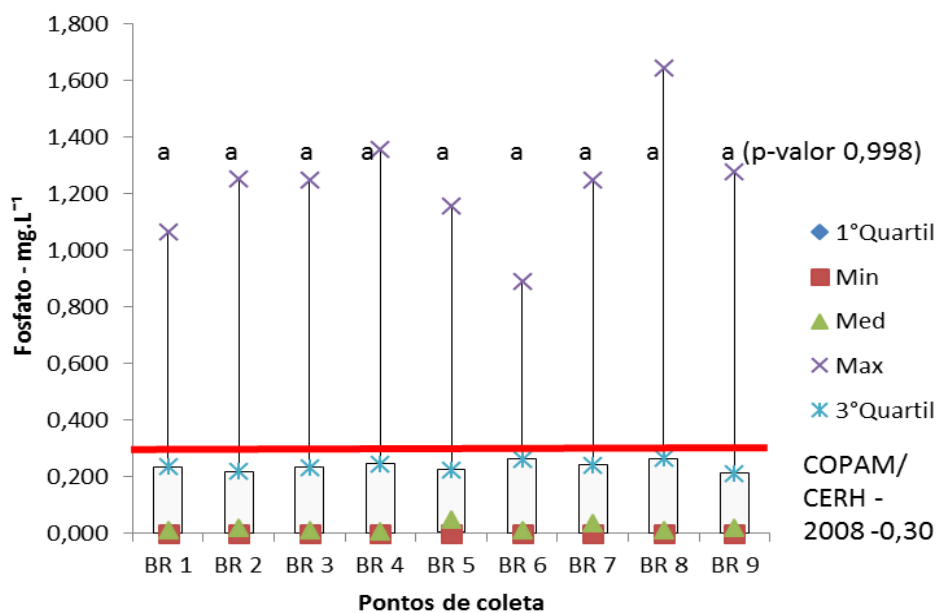 1,800
1,600
1,400
1,200
1,000
0,800
0,600
0,400
0,200
0,000
Fosfato - mg.L⁻¹
a a a a a a a a a (p-valor 0,998)
BR 1 BR 2 BR 3 BR 4 BR 5 BR 6 BR 7 BR 8 BR 9
Pontos de coleta
1°Quartil
Min
Med
Max
3°Quartil
COPAM/
CERH -
2008 -0,30